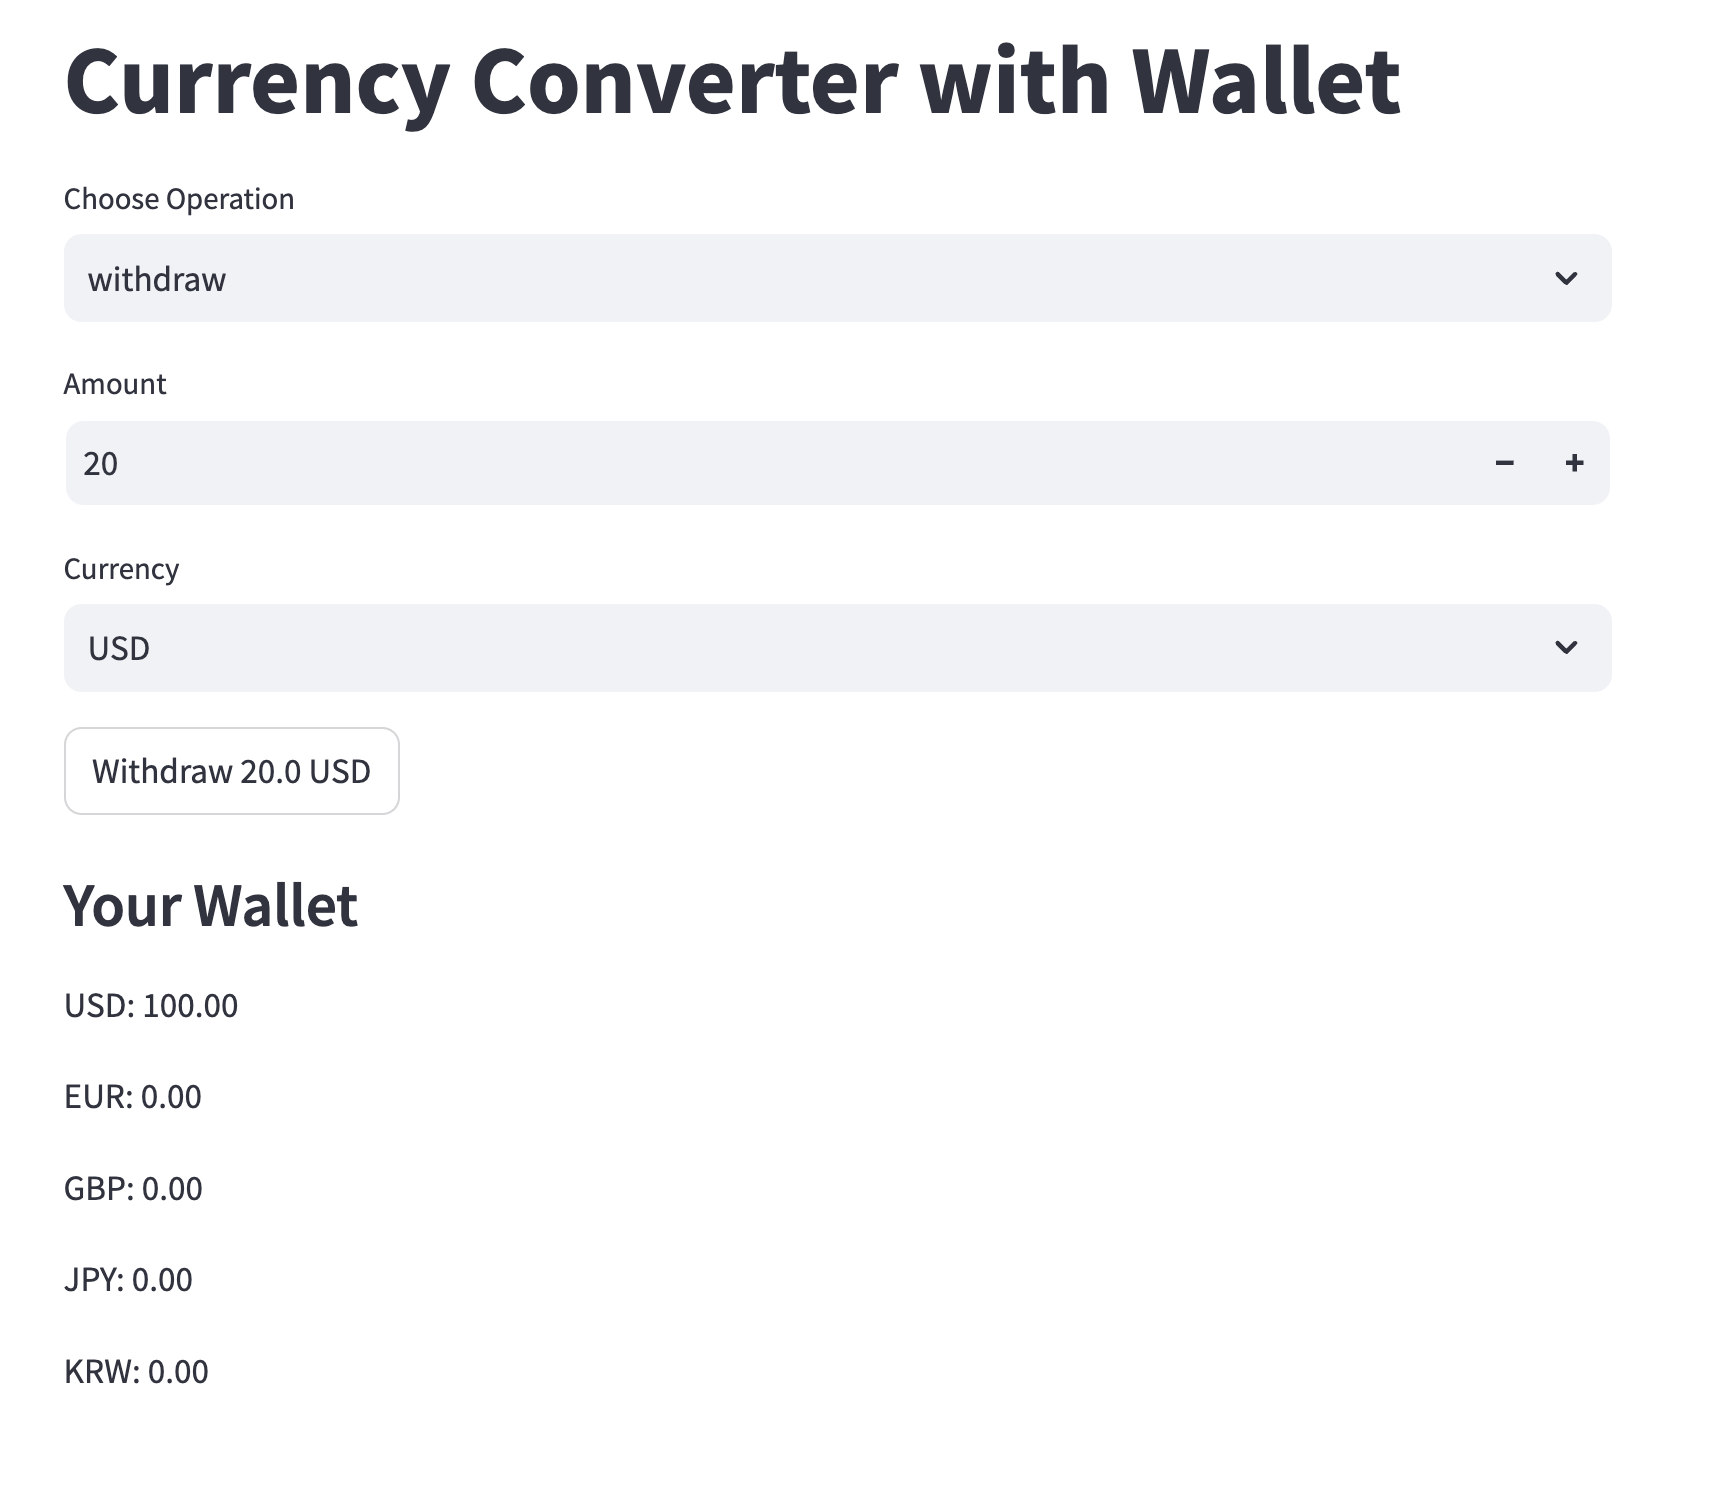 Currency Converter with Wallet
Choose Operation
withdraw
Amount
20
Currency
USD
Withdraw 20.0 USD
Your Wallet
USD: 100.00
EUR: 0.00
GBP: 0.00
JPY: 0.00
KRW: 0.00